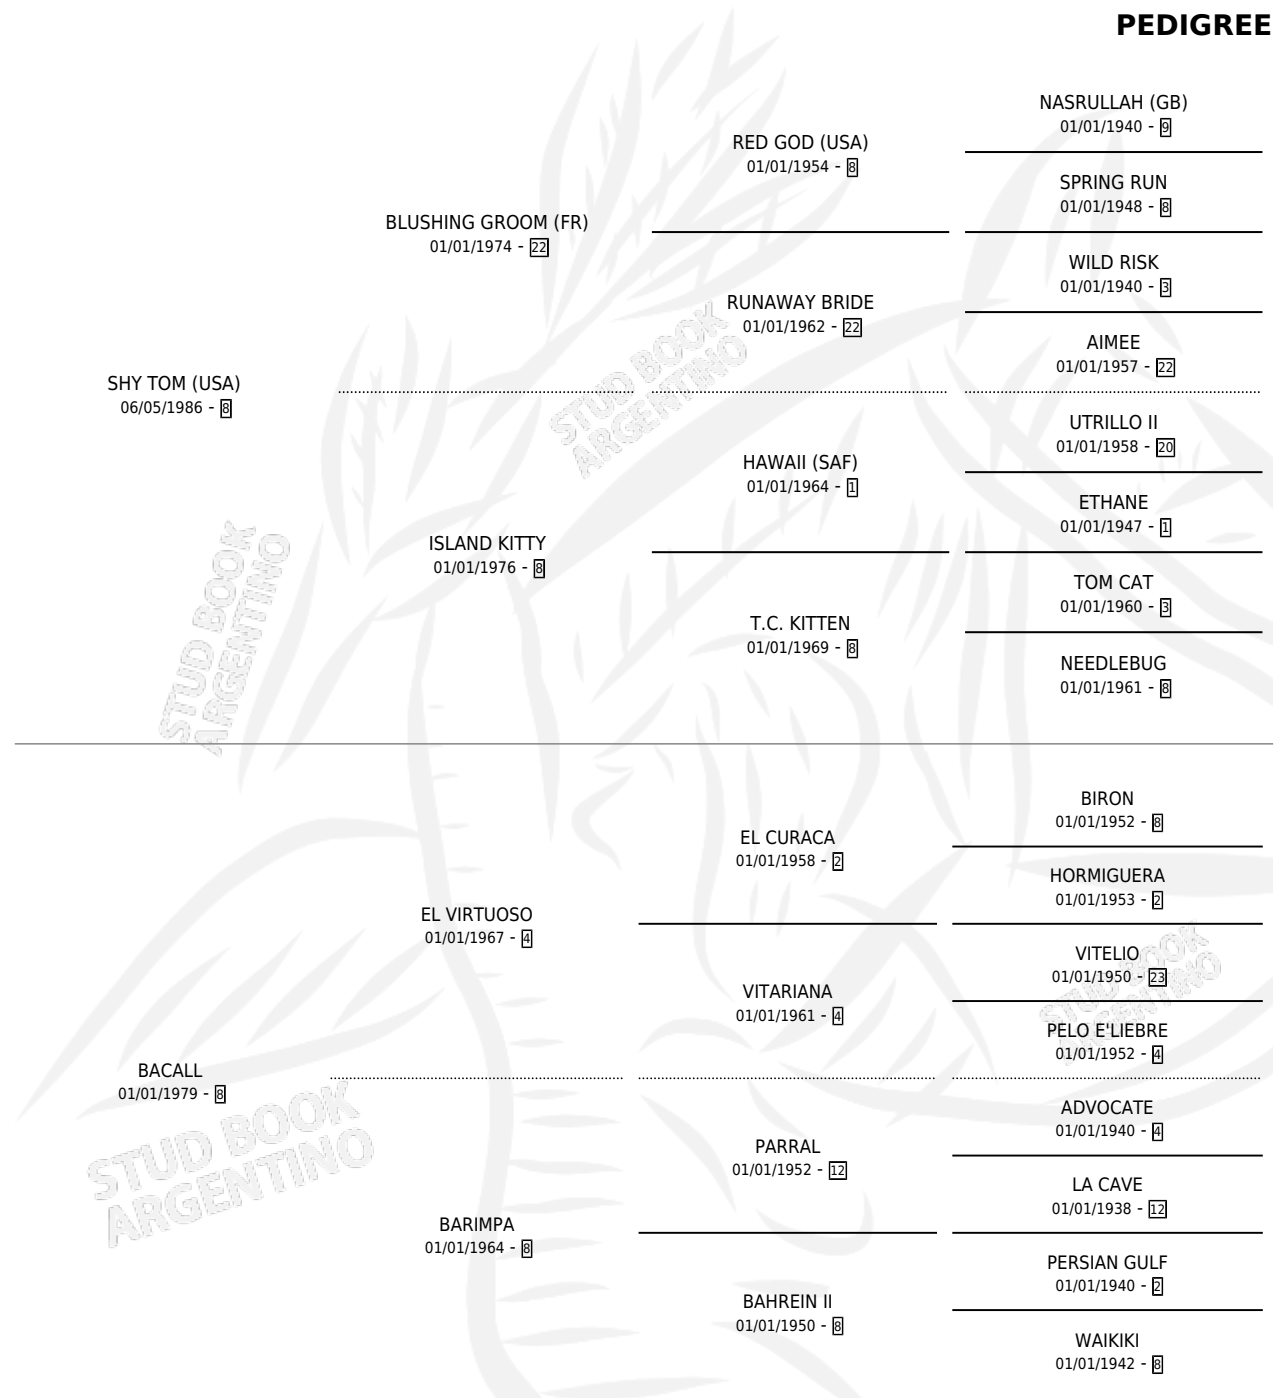 PEDIGREE
NASRULLAH (GB)
01/01/1940 - 9
RED GOD (USA)
01/01/1954 - 8
SPRING RUN
01/01/1948 - 8
BLUSHING GROOM (FR)
01/01/1974 - 22
WILD RISK
01/01/1940 - 3
RUNAWAY BRIDE
01/01/1962 - 22
AIMEE
01/01/1957 - 22
SHY TOM (USA)
06/05/1986 - 8
UTRILLO II
01/01/1958 - 20
HAWAII (SAF)
01/01/1964 - 1
ETHANE
01/01/1947 - 1
ISLAND KITTY
01/01/1976 - 8
TOM CAT
01/01/1960 - 3
T.C. KITTEN
01/01/1969 - 8
NEEDLEBUG
01/01/1961 - 8
BIRON
01/01/1952 - 8
EL CURACA
01/01/1958 - 2
HORMIGUERA
01/01/1953 - 2
EL VIRTUOSO
01/01/1967 - 4
VITELIO
01/01/1950 - 23
VITARIANA
01/01/1961 - 4
PELO E'LIEBRE
01/01/1952 - 4
BACALL
01/01/1979 - 8
ADVOCATE
01/01/1940 - 4
PARRAL
01/01/1952 - 12
LA CAVE
01/01/1938 - 12
BARIMPA
01/01/1964 - 8
PERSIAN GULF
01/01/1940 - 2
BAHREIN II
01/01/1950 - 8
WAIKIKI
01/01/1942 - 8
STUD BOOK
ARGENTINO
STUD BOOK
ARGENTINO
STUD BOOK
ARGENTINO
STUD BOOK
ARGENTINO